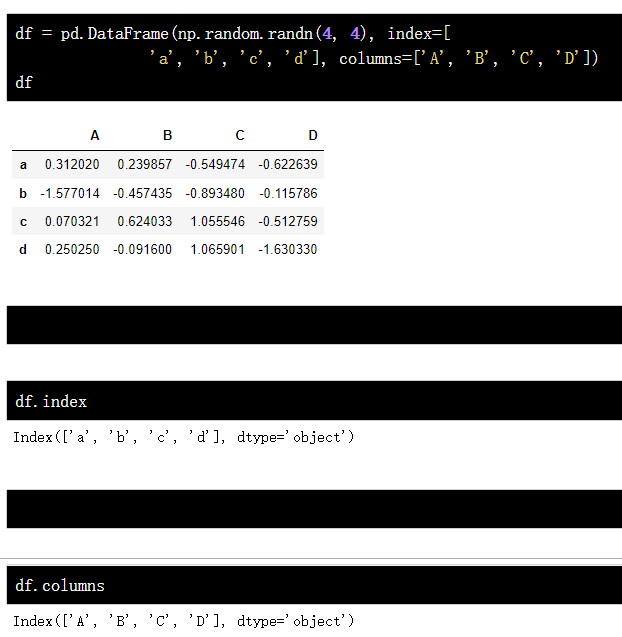 df = pd.DataFrame(np.random.randn(4, 4), index=[
'a', 'b', 'c', 'd'], columns=['A', 'B', 'C', 'D'])
df
A B C D
a 0.312020 0.239857 -0.549474 -0.622639
b -1.577014 -0.457435 -0.893480 -0.115786
c 0.070321 0.624033 1.055546 -0.512759
d 0.250250 -0.091600 1.065901 -1.630330
df.index
Index(['a', 'b', 'c', 'd'], dtype='object')
df.columns
Index(['A', 'B', 'C', 'D'], dtype='object')